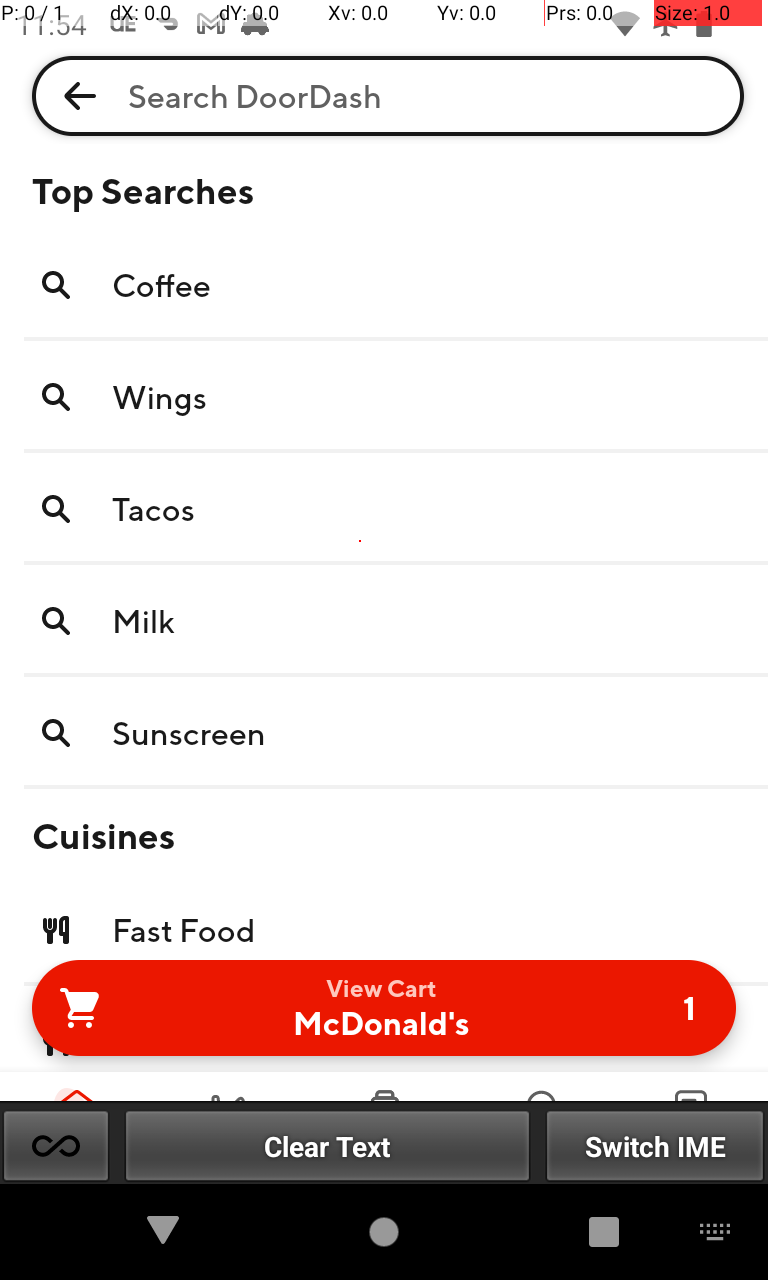 P: 0 / 1 dX: 0.0 dY: 0.0 Xv: 0.0 Yv: 0.0 Prs: 0.0 Size: 1.0
11:54
Search DoorDash
Top Searches
Coffee
Wings
Tacos
Milk
Sunscreen
Cuisines
Fast Food
View Cart
McDonald's
1
Clear Text
Switch IME